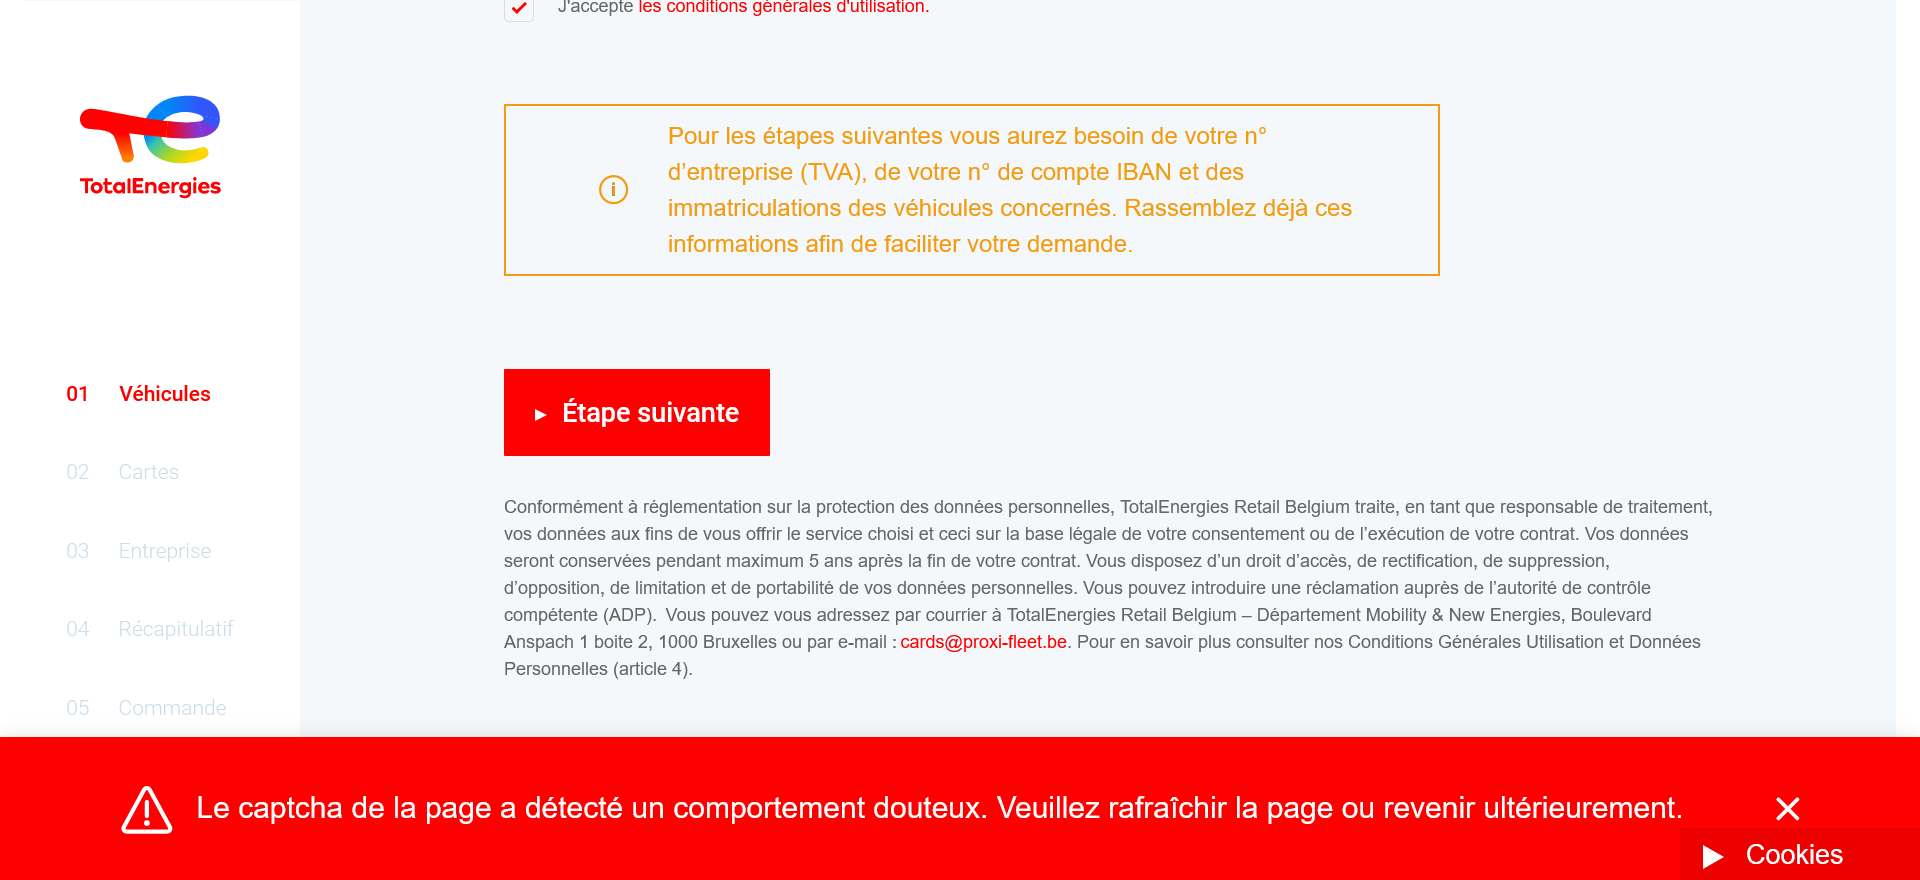 J'accepte les conditions générales d'utilisation.
TotalEnergies
Pour les étapes suivantes vous aurez besoin de votre n°
d’entreprise (TVA), de votre n° de compte IBAN et des
immatriculations des véhicules concernés. Rassemblez déjà ces
informations afin de faciliter votre demande.
01 Véhicules
02 Cartes
03 Entreprise
04 Récapitulatif
05 Commande
Étape suivante
Conformément à réglementation sur la protection des données personnelles, TotalEnergies Retail Belgium traite, en tant que responsable de traitement,
vos données aux fins de vous offrir le service choisi et ceci sur la base légale de votre consentement ou de l’exécution de votre contrat. Vos données
seront conservées pendant maximum 5 ans après la fin de votre contrat. Vous disposez d’un droit d’accès, de rectification, de suppression,
d’opposition, de limitation et de portabilité de vos données personnelles. Vous pouvez introduire une réclamation auprès de l’autorité de contrôle
compétente (ADP).  Vous pouvez vous adressez par courrier à TotalEnergies Retail Belgium – Département Mobility & New Energies, Boulevard
Anspach 1 boite 2, 1000 Bruxelles ou par e-mail : cards@proxi-fleet.be. Pour en savoir plus consulter nos Conditions Générales Utilisation et Données
Personnelles (article 4).
Le captcha de la page a détecté un comportement douteux. Veuillez rafraîchir la page ou revenir ultérieurement.
Cookies